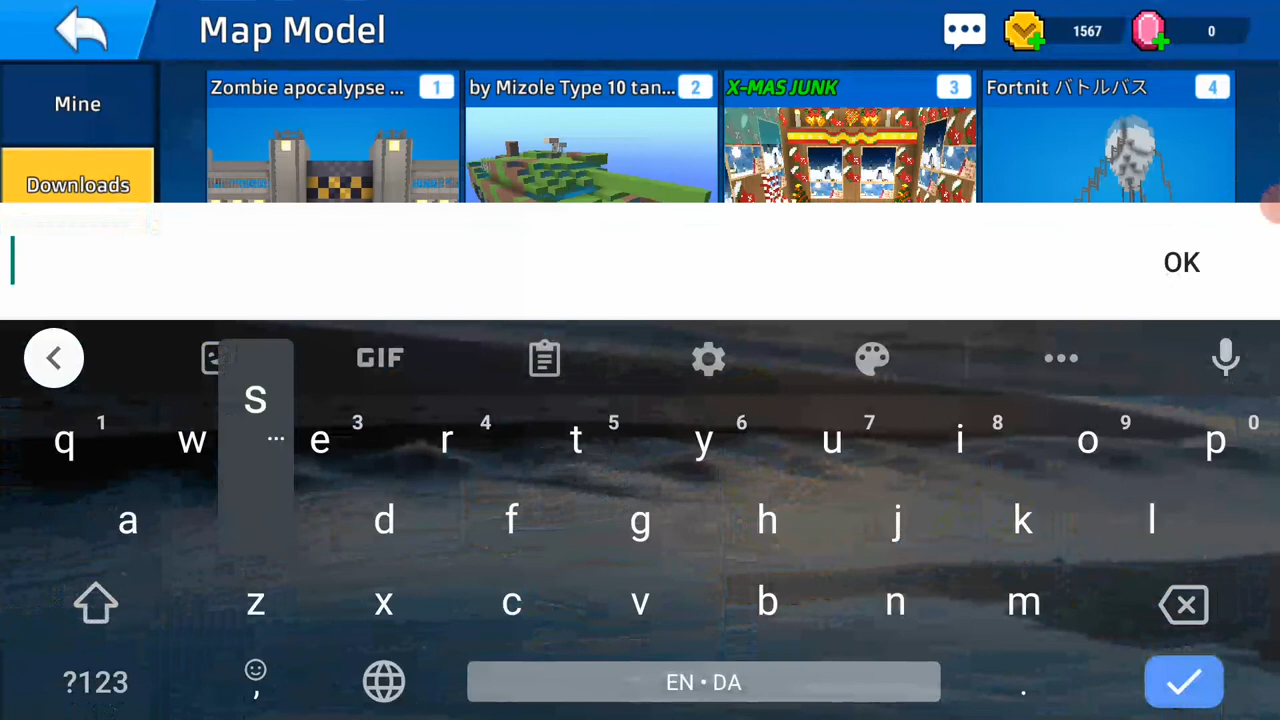 Map Model
1567
0
Mine
Downloads
Zombie apocalypse ... 1
by Mizole Type 10 tan... 2
X-MAS JUNK 3
Fortnit バトルバス 4
OK
GIF
s
q 1 w e 3 r 4 t 5 y 6 u 7 i 8 o 9 p 0
a d f g h j k l
z x c v b n m
?123 , EN • DA .